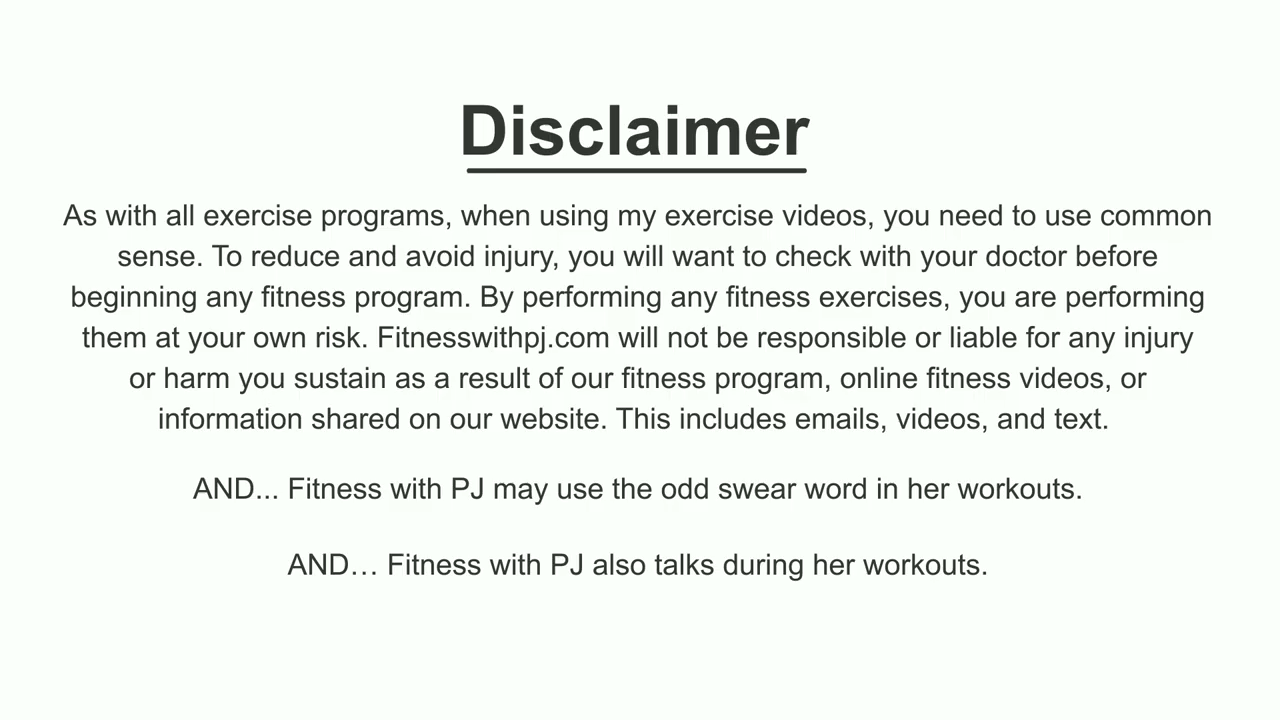 Disclaimer
As with all exercise programs, when using my exercise videos, you need to use common
sense. To reduce and avoid injury, you will want to check with your doctor before
beginning any fitness program. By performing any fitness exercises, you are performing
them at your own risk. Fitnesswithpj.com will not be responsible or liable for any injury
or harm you sustain as a result of our fitness program, online fitness videos, or
information shared on our website. This includes emails, videos, and text.
AND... Fitness with PJ may use the odd swear word in her workouts.
AND… Fitness with PJ also talks during her workouts.